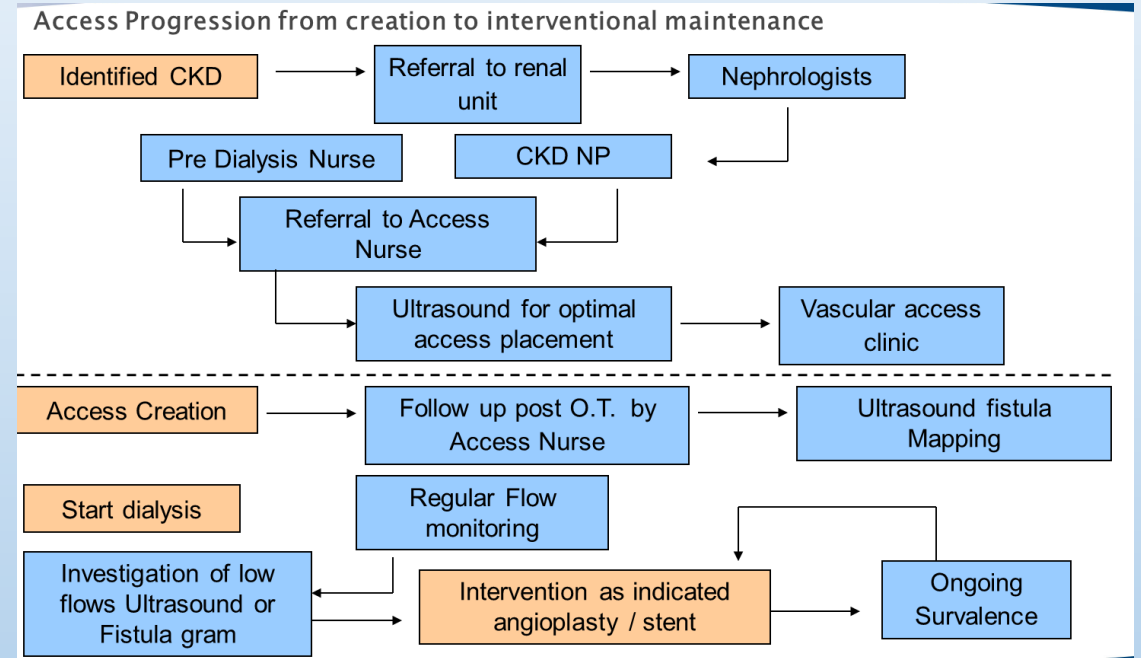 Access Progression from creation to interventional maintenance
Identified CKD
Referral to renal
unit
Nephrologists
Pre Dialysis Nurse
CKD NP
Referral to Access
Nurse
Ultrasound for optimal
access placement
Vascular access
clinic
Access Creation
Follow up post O.T. by
Access Nurse
Ultrasound fistula
Mapping
Start dialysis
Regular Flow
monitoring
Investigation of low
flows Ultrasound or
Fistula gram
Intervention as indicated
angioplasty / stent
Ongoing
Survalence